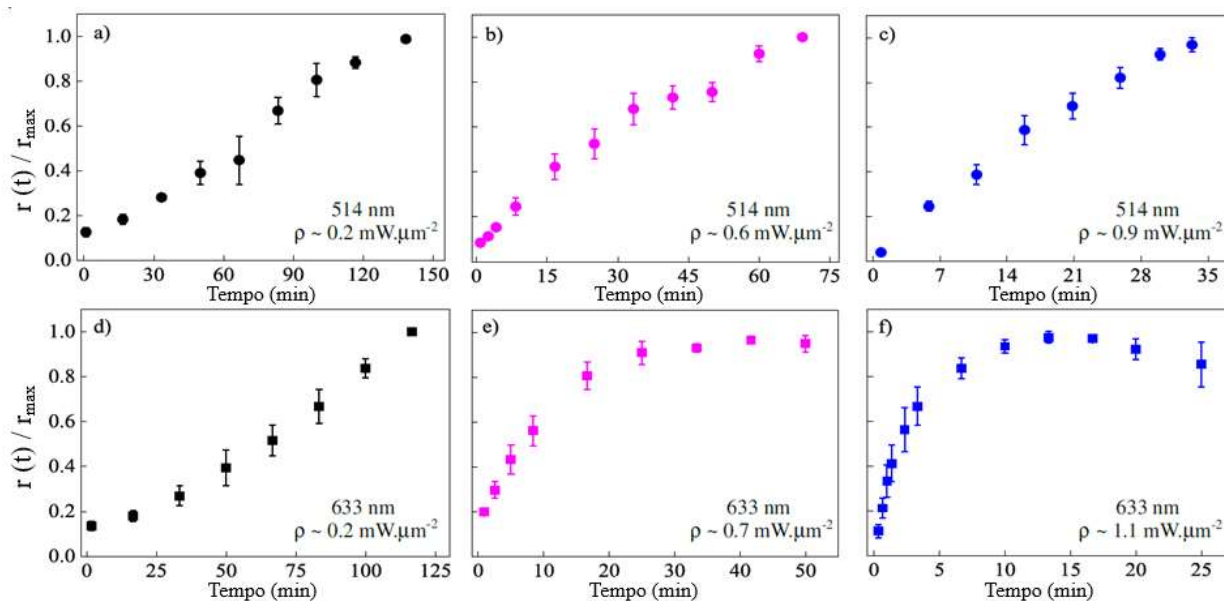 a)
b)
c)
r (t) / rmax
1.0
0.8
0.6
0.4
0.2
0.0
514 nm
ρ ~ 0.2 mW.μm⁻²
514 nm
ρ ~ 0.6 mW.μm⁻²
514 nm
ρ ~ 0.9 mW.μm⁻²
0 30 60 90 120 150
0 15 30 45 60 75
0 7 14 21 28 35
Tempo (min)
Tempo (min)
Tempo (min)
d)
e)
f)
r (t) / rmax
1.0
0.8
0.6
0.4
0.2
0.0
633 nm
ρ ~ 0.2 mW.μm⁻²
633 nm
ρ ~ 0.7 mW.μm⁻²
633 nm
ρ ~ 1.1 mW.μm⁻²
0 25 50 75 100 125
0 10 20 30 40 50
0 5 10 15 20 25
Tempo (min)
Tempo (min)
Tempo (min)